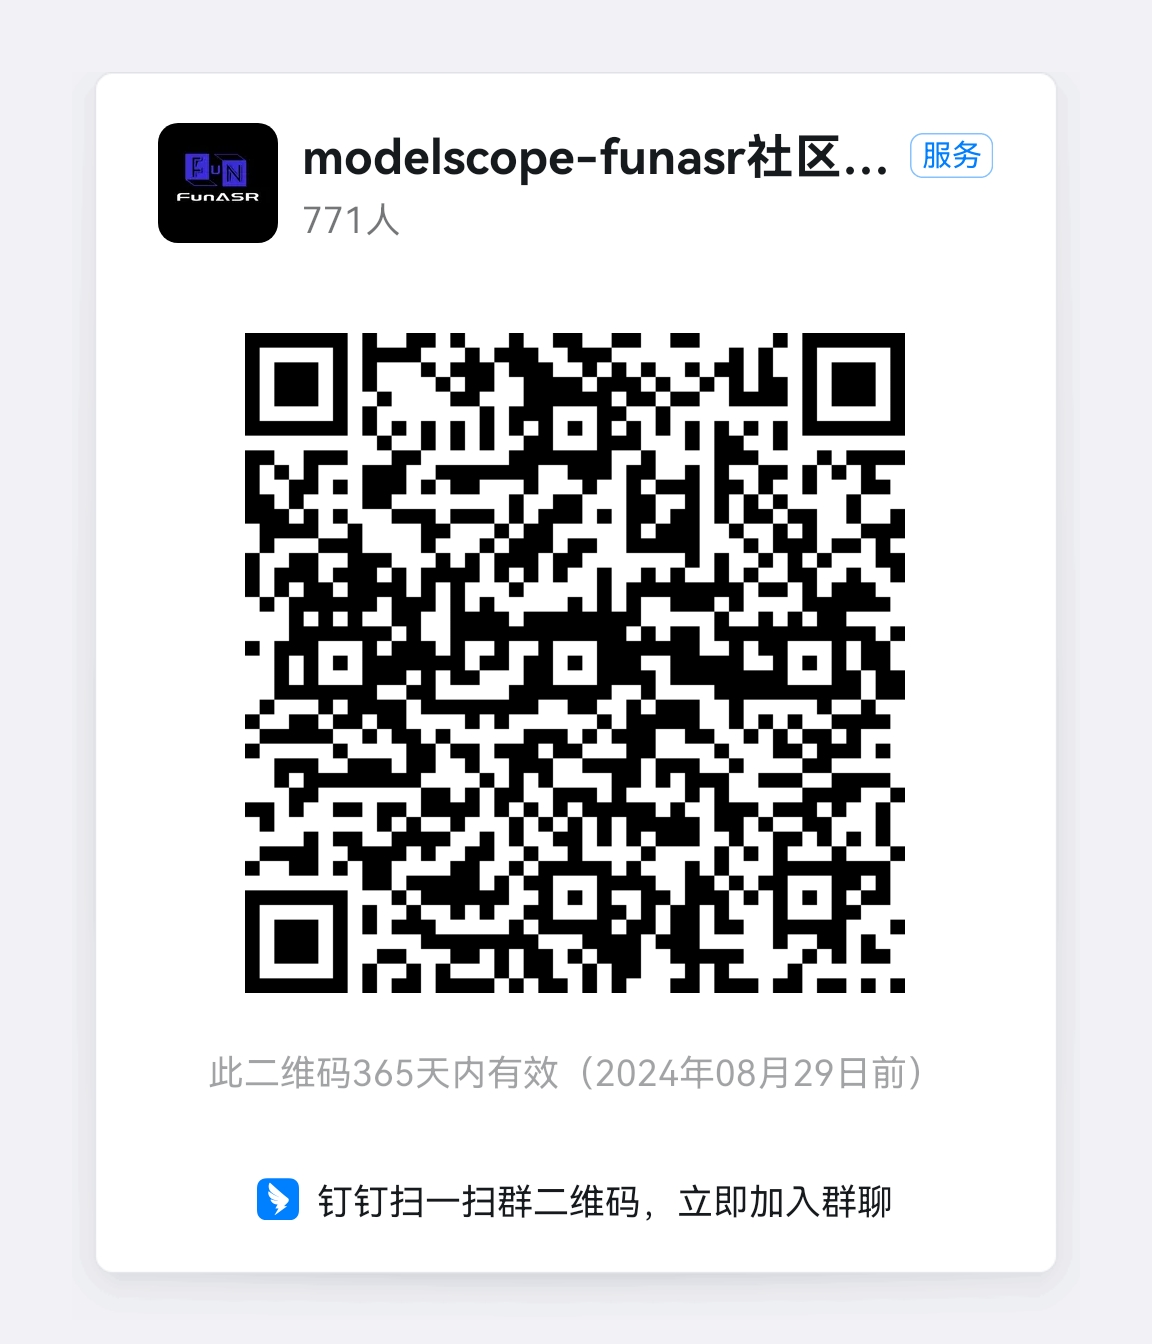 FUN
FunASR
modelscope-funasr社区...
服务
771人
此二维码365天内有效（2024年08月29日前）
钉钉扫一扫群二维码，立即加入群聊